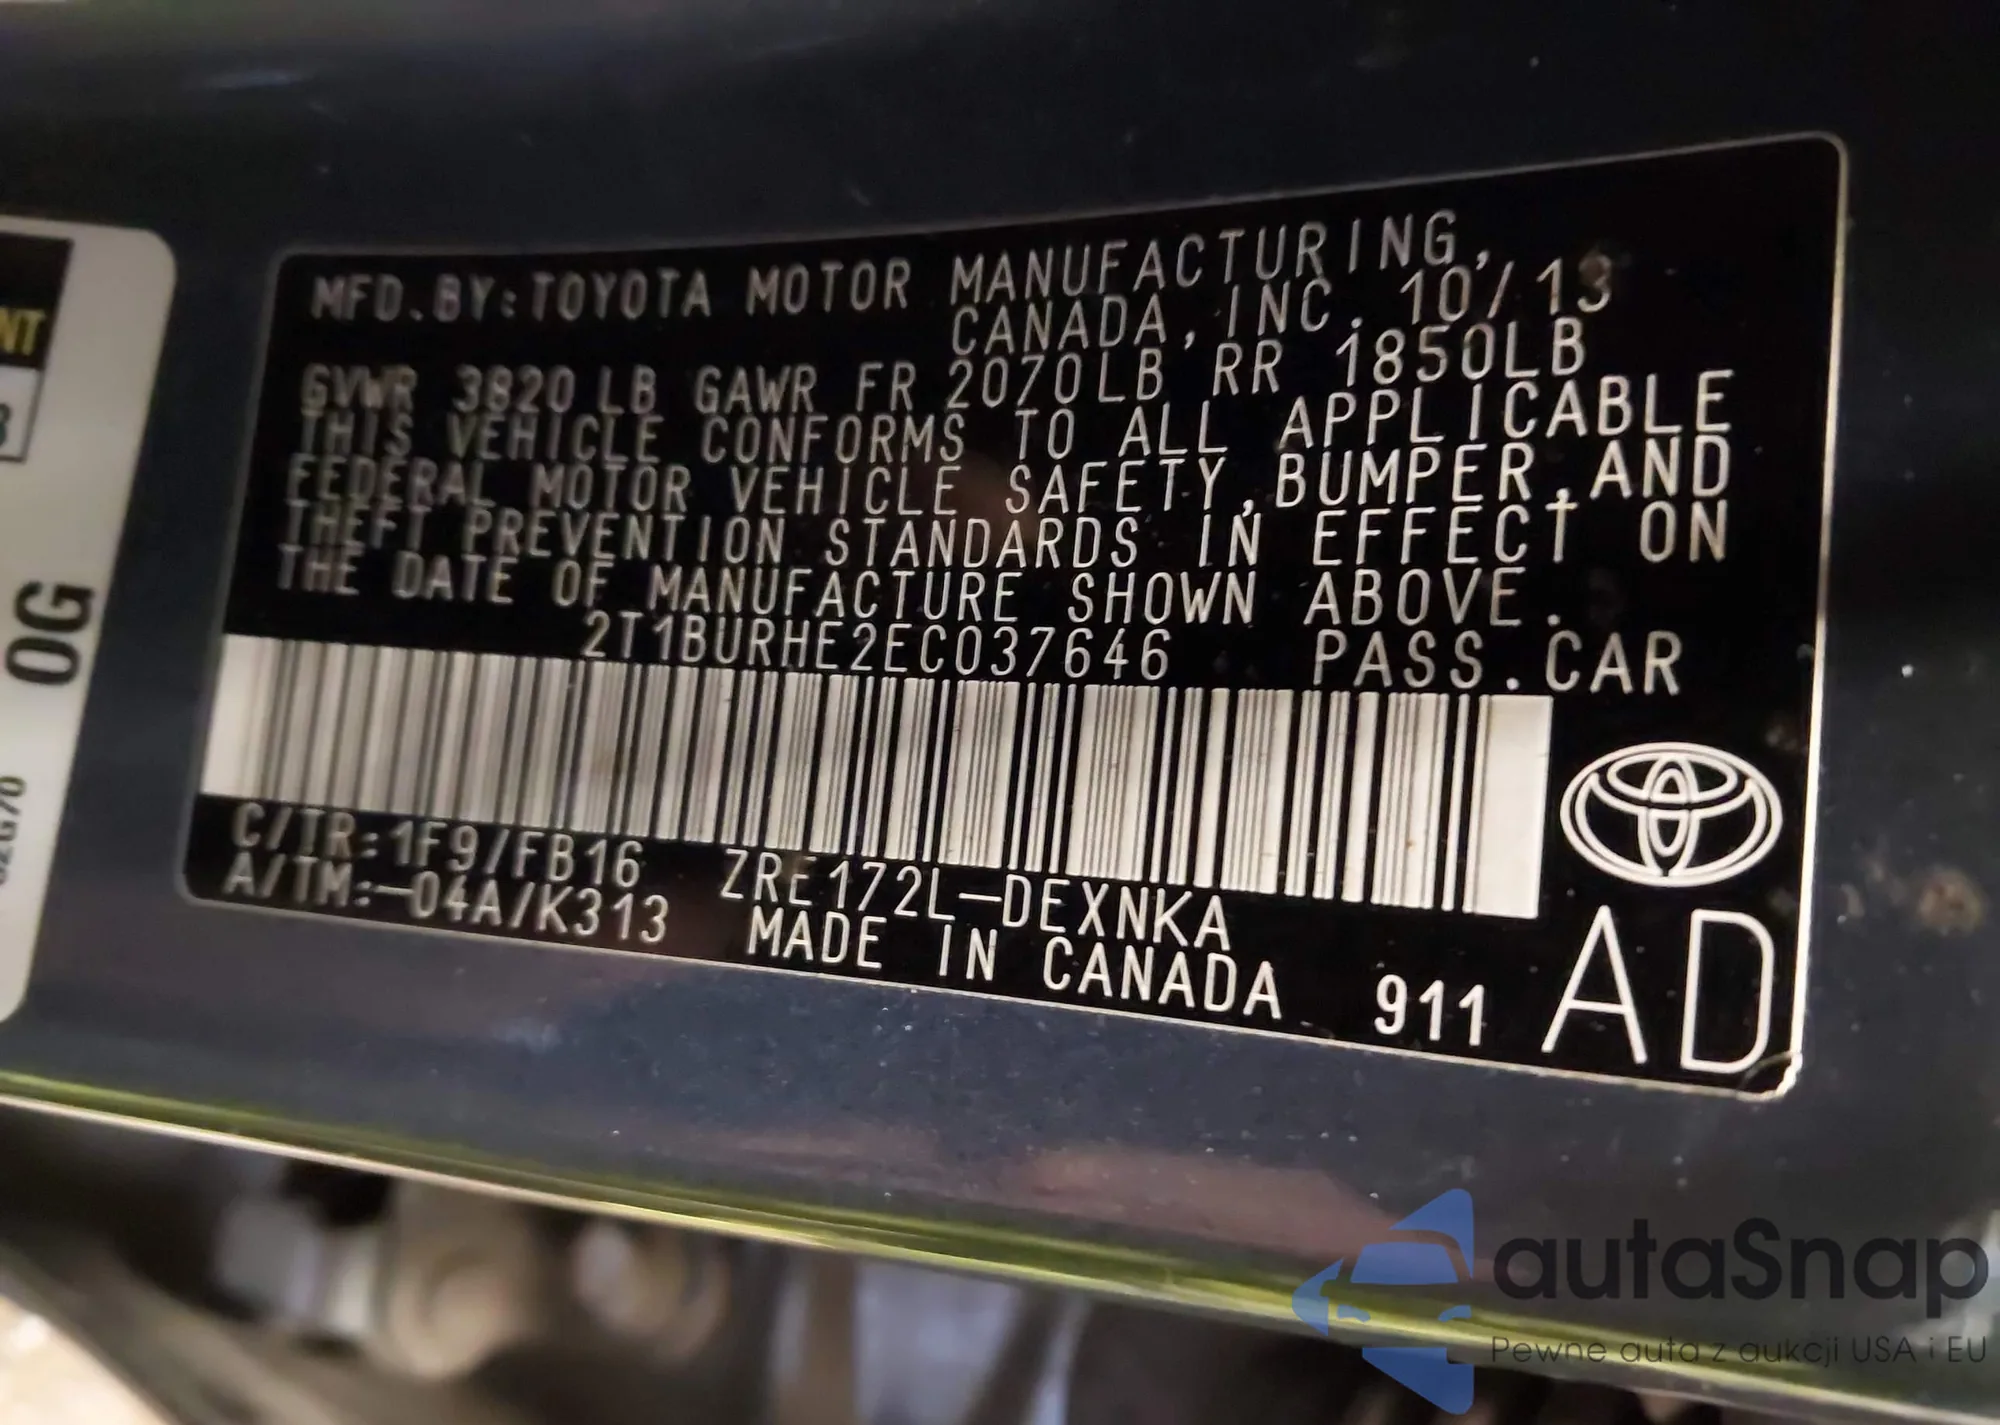 MFD.BY:TOYOTA MOTOR MANUFACTURING,
CANADA, INC. 10/13
GVWR 3820 LB GAWR FR 2070LB RR 1850LB
THIS VEHICLE CONFORMS TO ALL APPLICABLE
FEDERAL MOTOR VEHICLE SAFETY,BUMPER,AND
THEFT PREVENTION STANDARDS IN EFFECT ON
THE DATE OF MANUFACTURE SHOWN ABOVE.
2T1BURHE2EC037646 PASS.CAR
C/TR:1F9/FB16 ZRE172L-DEXNKA
A/TM:-04A/K313 MADE IN CANADA 911 AD
NT
0G
autaSnap
Pewne auta z aukcji USA i EU